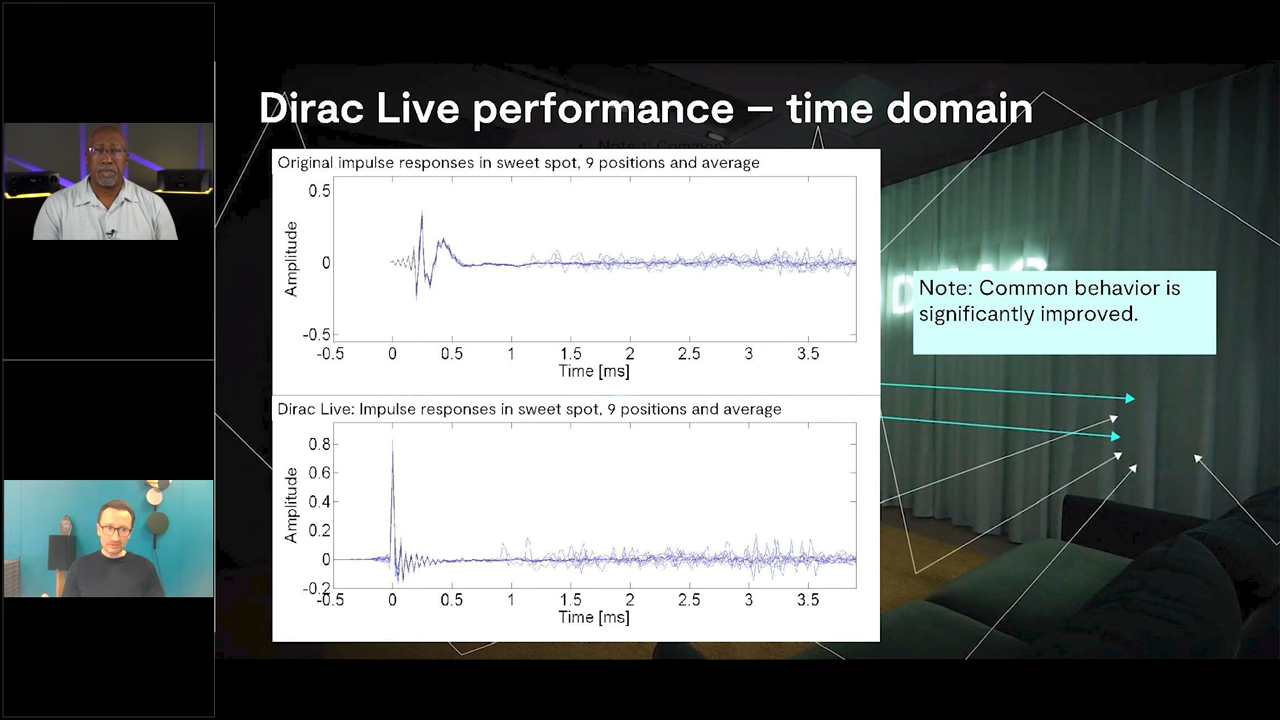 Dirac Live performance – time domain
Original impulse responses in sweet spot, 9 positions and average
0.5
0
-0.5
Amplitude
-0.5 0 0.5 1 1.5 2 2.5 3 3.5
Time [ms]
Note: Common behavior is
significantly improved.
Dirac Live: Impulse responses in sweet spot, 9 positions and average
0.8
0.6
0.4
0.2
0
-0.2
Amplitude
-0.5 0 0.5 1 1.5 2 2.5 3 3.5
Time [ms]